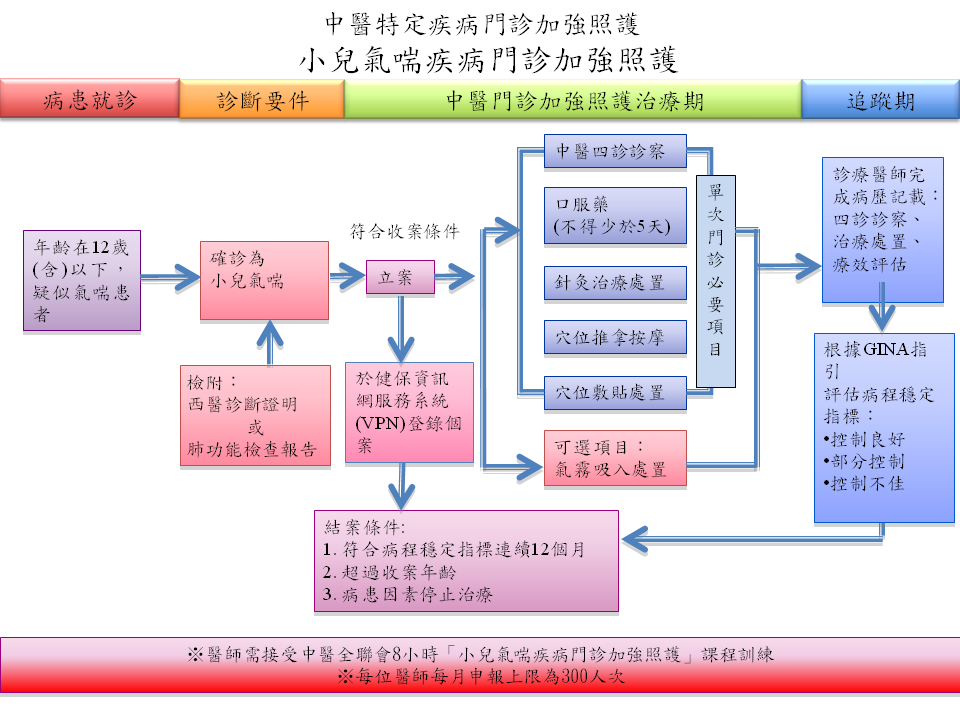 中醫特定疾病門診加強照護
小兒氣喘疾病門診加強照護
病患就診
診斷要件
中醫門診加強照護治療期
追蹤期
年齡在12歲
(含)以下，
疑似氣喘患
者
確診為
小兒氣喘
檢附：
西醫診斷證明
或
肺功能檢查報告
符合收案條件
立案
於健保資訊
網服務系統
(VPN)登錄個
案
中醫四診診察
口服藥
(不得少於5天)
針灸治療處置
穴位推拿按摩
穴位敷貼處置
可選項目：
氣霧吸入處置
單
次
門
診
必
要
項
目
診療醫師完
成病歷記載：
四診診察、
治療處置、
療效評估
根據GINA指
引
評估病程穩定
指標：
•控制良好
•部分控制
•控制不佳
結案條件:
1. 符合病程穩定指標連續12個月
2. 超過收案年齡
3. 病患因素停止治療
※醫師需接受中醫全聯會8小時「小兒氣喘疾病門診加強照護」課程訓練
※每位醫師每月申報上限為300人次